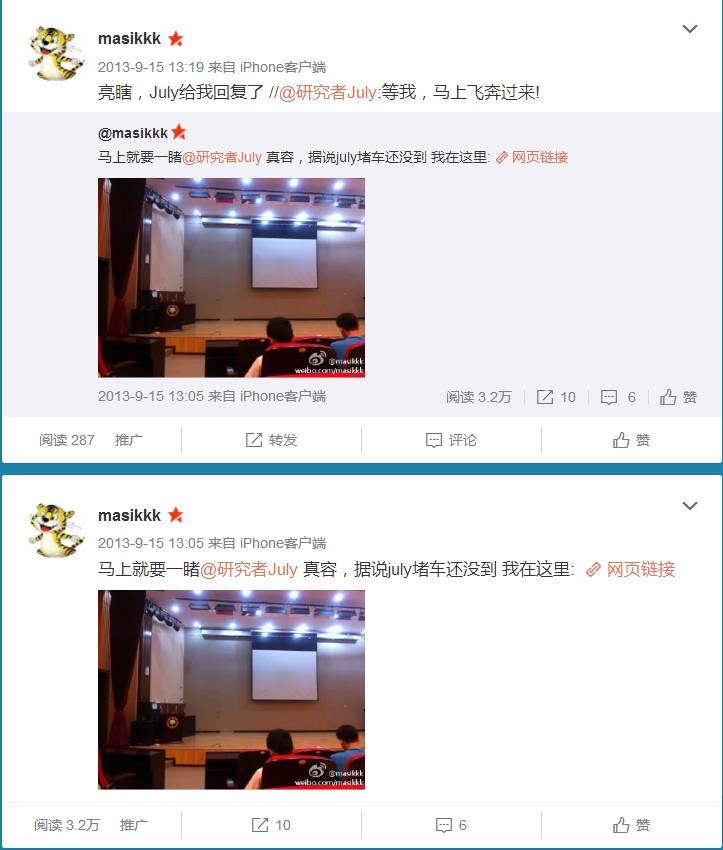 masikkk
2013-9-15 13:19 来自 iPhone客户端
亮瞎，July给我回复了 //@研究者July:等我，马上飞奔过来!
@masikkk
马上就要一睹@研究者July 真容，据说july堵车还没到 我在这里: 网页链接
@masikkk
weibo.com/masikkk
2013-9-15 13:05 来自 iPhone客户端 阅读 3.2万 10 6 赞
阅读 287 推广 转发 评论 赞
masikkk
2013-9-15 13:05 来自 iPhone客户端
马上就要一睹@研究者July 真容，据说july堵车还没到 我在这里: 网页链接
@masikkk
weibo.com/masikkk
阅读 3.2万 推广 10 6 赞